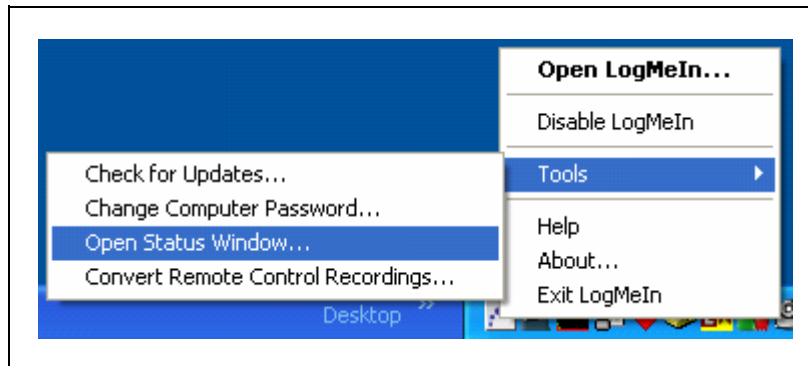 Open LogMeIn...
Disable LogMeIn
Tools
Help
About...
Exit LogMeIn
Check for Updates...
Change Computer Password...
Open Status Window...
Convert Remote Control Recordings...
Desktop »